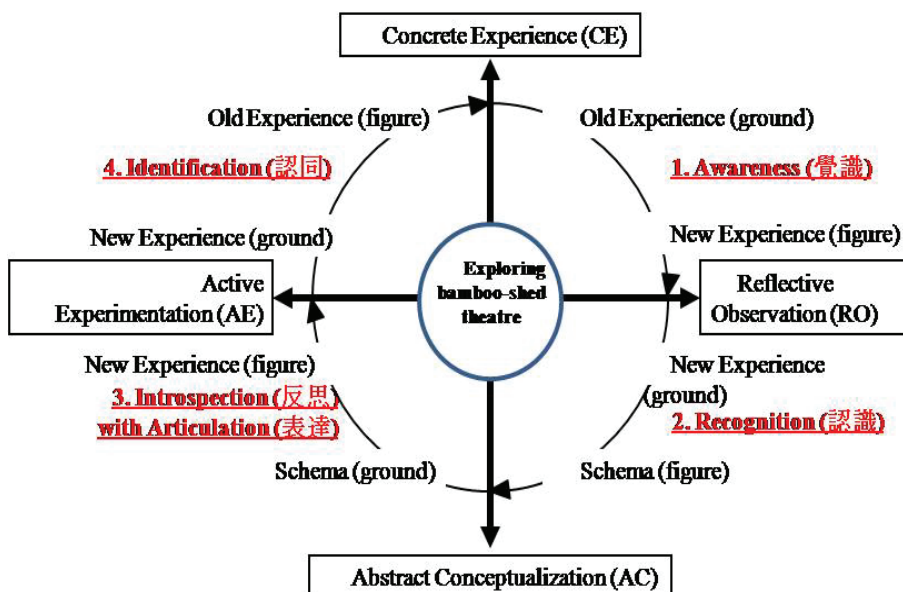 Concrete Experience (CE)
Old Experience (figure)
Old Experience (ground)
4. Identification (認同)
1. Awareness (覺識)
New Experience (ground)
New Experience (figure)
Active
Experimentation (AE)
Exploring
bamboo-shed
theatre
Reflective
Observation (RO)
New Experience (figure)
3. Introspection (反思)
with Articulation (表達)
New Experience
(ground)
2. Recognition (認識)
Schema (ground)
Schema (figure)
Abstract Conceptualization (AC)